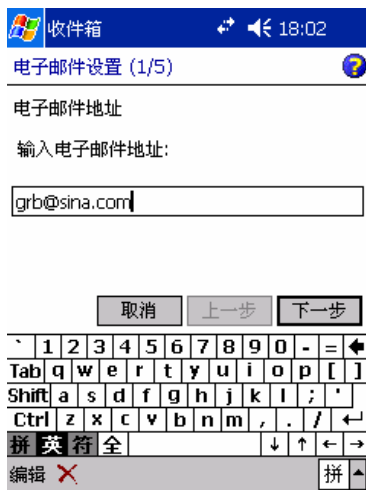 收件箱 18:02
电子邮件设置 (1/5)
电子邮件地址
输入电子邮件地址:
grb@sina.com
取消 上一步 下一步
` 1 2 3 4 5 6 7 8 9 0 - =
Tab q w e r t y u i o p [ ]
Shift a s d f g h j k l ; '
Ctrl z x c v b n m , . / ↵
拼 英 符 全 ↓ ↑ ← →
编辑 拼